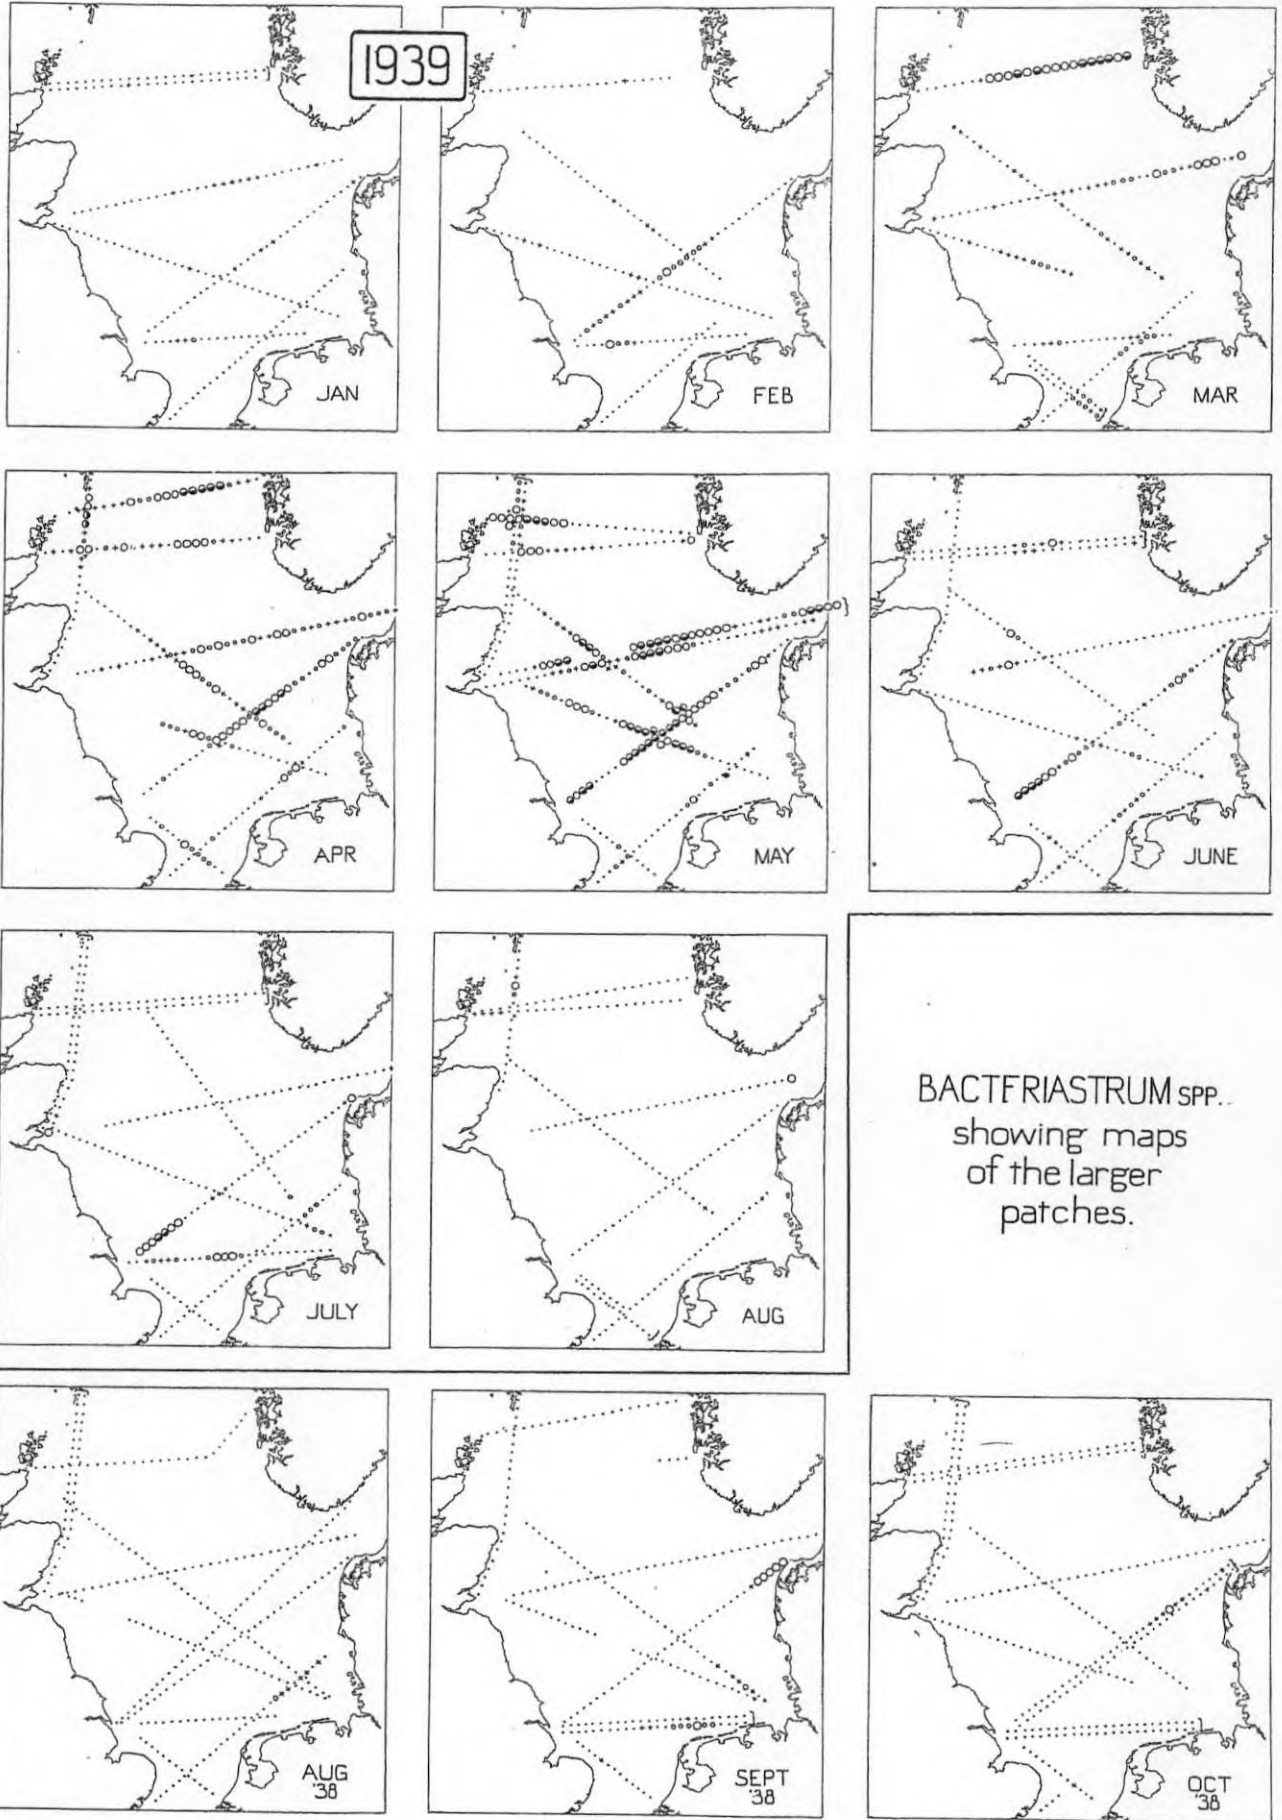 1939
JAN
FEB
MAR
APR
MAY
JUNE
JULY
AUG
BACTERIASTRUM SPP.
showing maps
of the larger
patches.
AUG
'38
SEPT
'38
OCT
'38